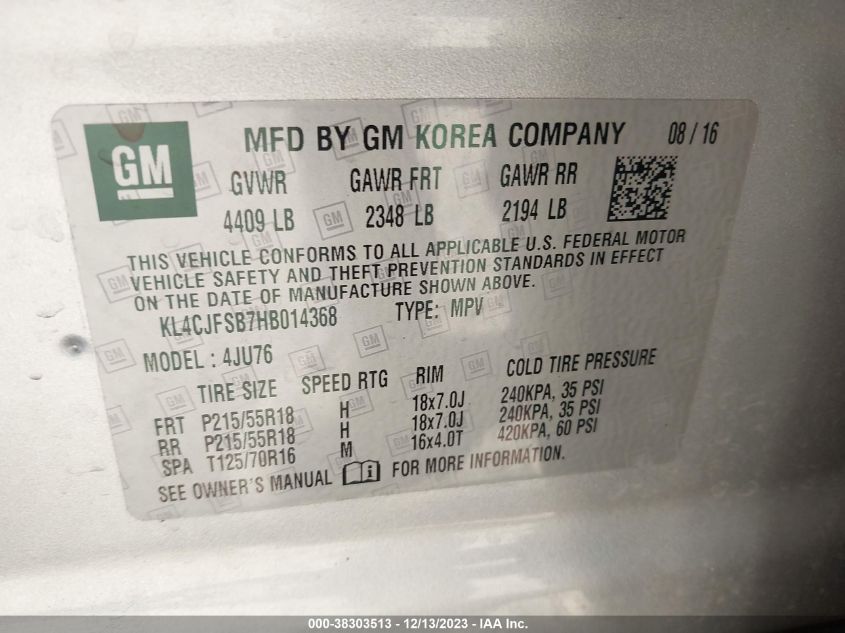 GM
MFD BY GM KOREA COMPANY 08 / 16
GVWR GAWR FRT GAWR RR
4409 LB 2348 LB 2194 LB
THIS VEHICLE CONFORMS TO ALL APPLICABLE U.S. FEDERAL MOTOR
VEHICLE SAFETY AND THEFT PREVENTION STANDARDS IN EFFECT
ON THE DATE OF MANUFACTURE SHOWN ABOVE.
KL4CJFSB7HB014368 TYPE: MPV
MODEL: 4JU76
TIRE SIZE SPEED RTG RIM COLD TIRE PRESSURE
FRT P215/55R18 H 18x7.0J 240KPA, 35 PSI
RR P215/55R18 H 18x7.0J 240KPA, 35 PSI
SPA T125/70R16 M 16x4.0T 420KPA, 60 PSI
SEE OWNER'S MANUAL i FOR MORE INFORMATION.
000-38303513 - 12/13/2023 - IAA Inc.